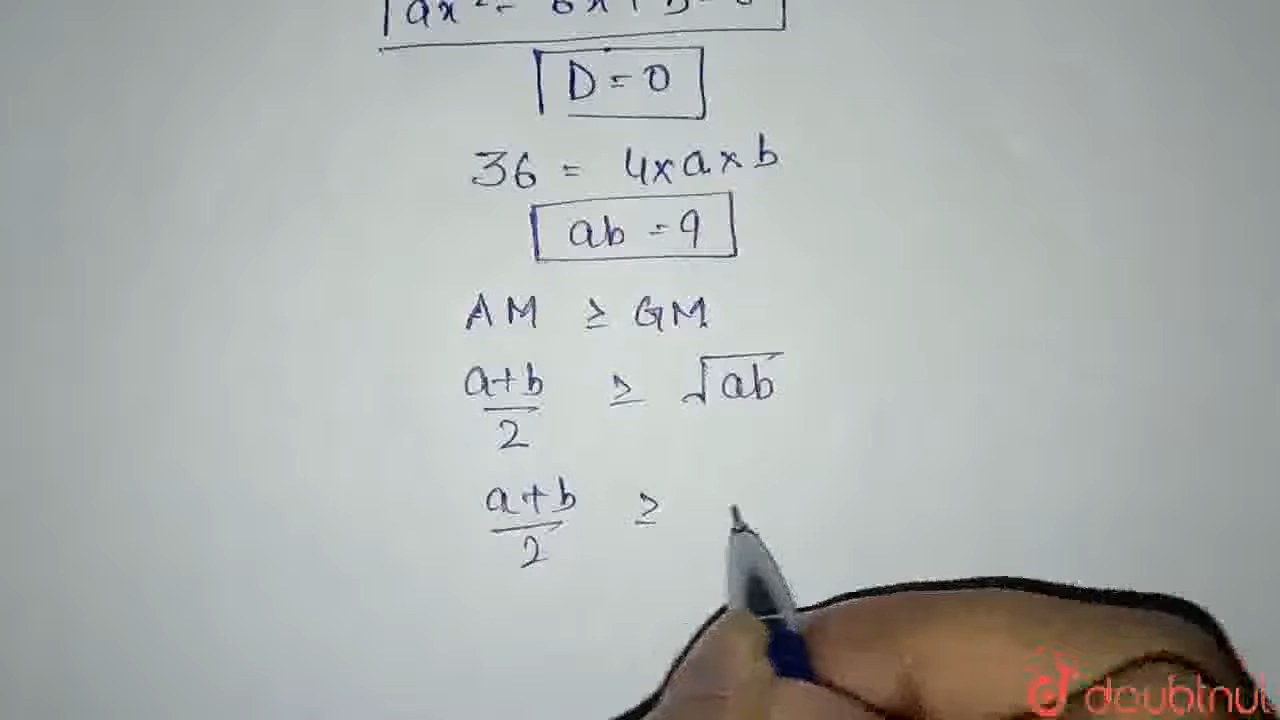 D = 0
36 = 4×a×b
ab = 9
AM ≥ GM
a+b/2 ≥ √ab
a+b/2 ≥
doubtnut